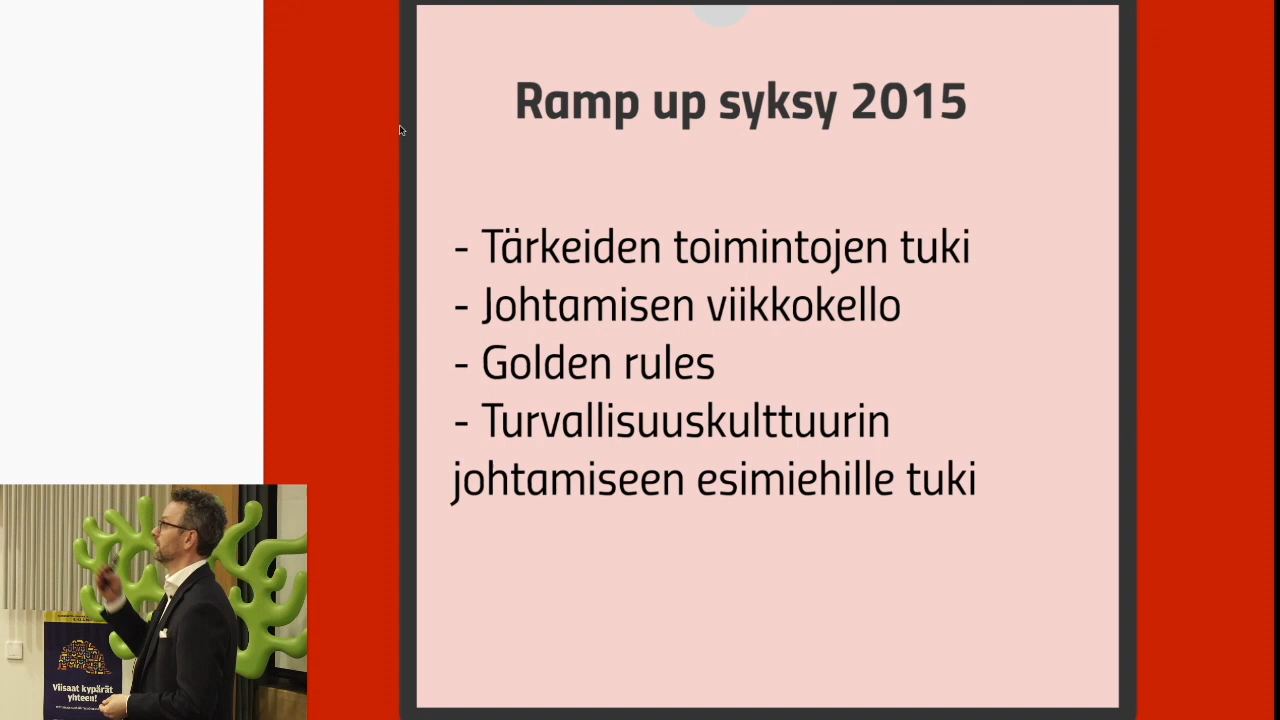 Ramp up syksy 2015
- Tärkeiden toimintojen tuki
- Johtamisen viikkokello
- Golden rules
- Turvallisuuskulttuurin
johtamiseen esimiehille tuki
Viisaat kypärät
yhteen!